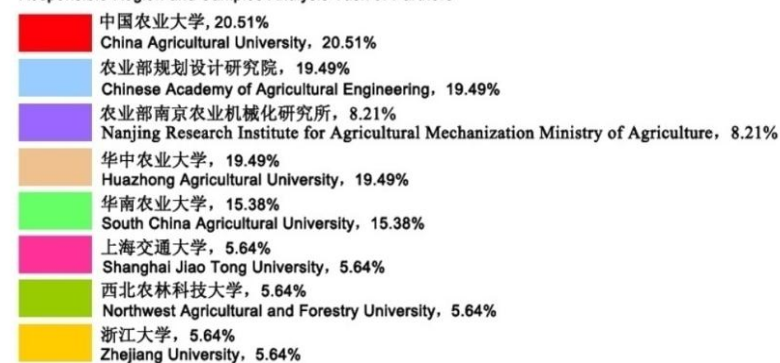 中国农业大学, 20.51%
China Agricultural University，20.51%
农业部规划设计研究院，19.49%
Chinese Academy of Agricultural Engineering，19.49%
农业部南京农业机械化研究所，8.21%
Nanjing Research Institute for Agricultural Mechanization Ministry of Agriculture，8.21%
华中农业大学，19.49%
Huazhong Agricultural University，19.49%
华南农业大学，15.38%
South China Agricultural University，15.38%
上海交通大学，5.64%
Shanghai Jiao Tong University，5.64%
西北农林科技大学，5.64%
Northwest Agricultural and Forestry University，5.64%
浙江大学，5.64%
Zhejiang University，5.64%